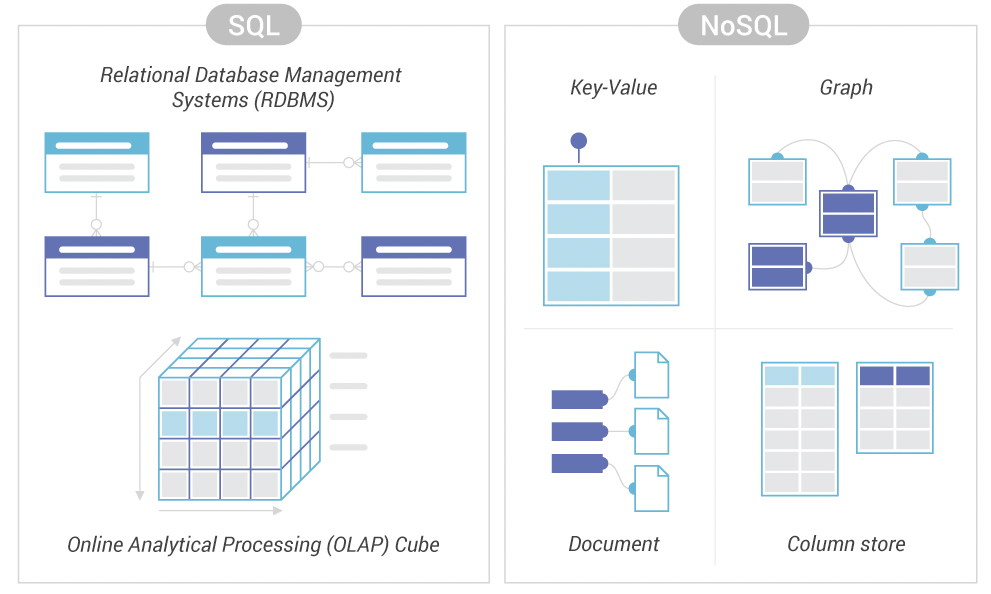 SQL
Relational Database Management
Systems (RDBMS)
Online Analytical Processing (OLAP) Cube
NoSQL
Key-Value
Graph
Document
Column store